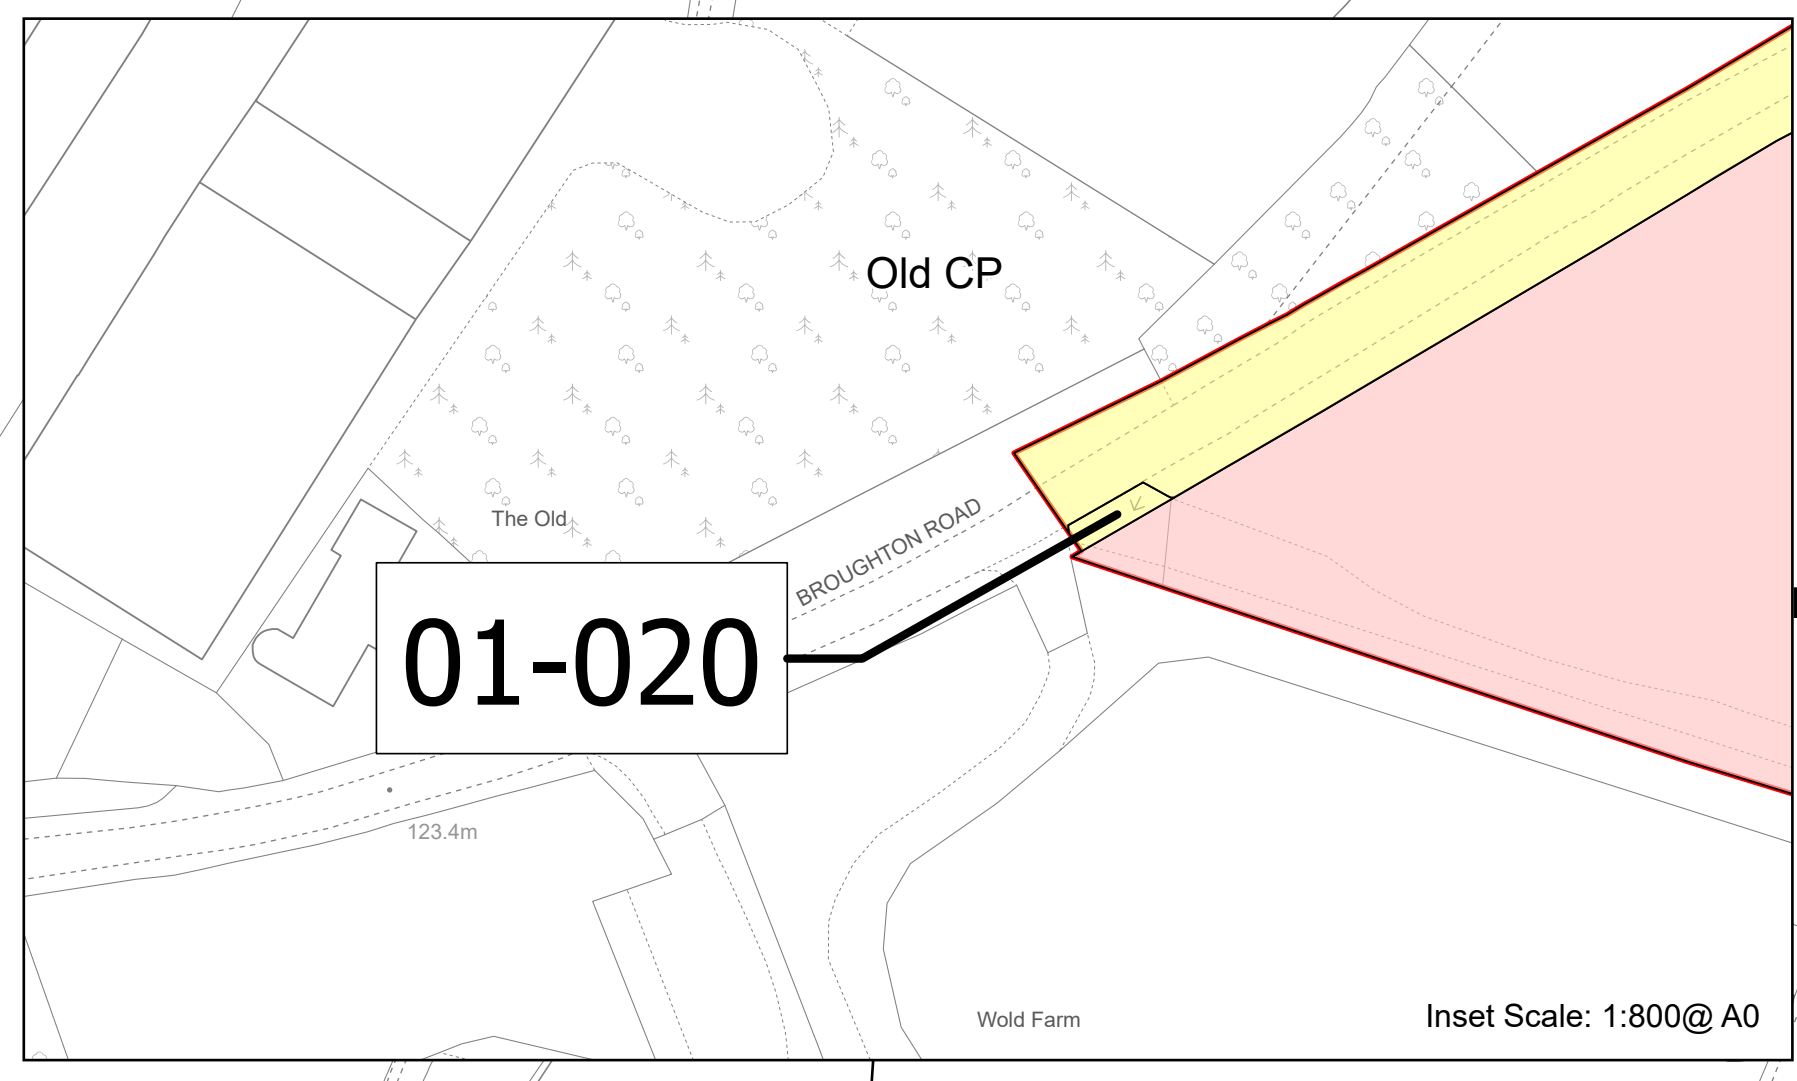 Old CP
The Old
BROUGHTON ROAD
01-020
123.4m
Wold Farm
Inset Scale: 1:800@ A0